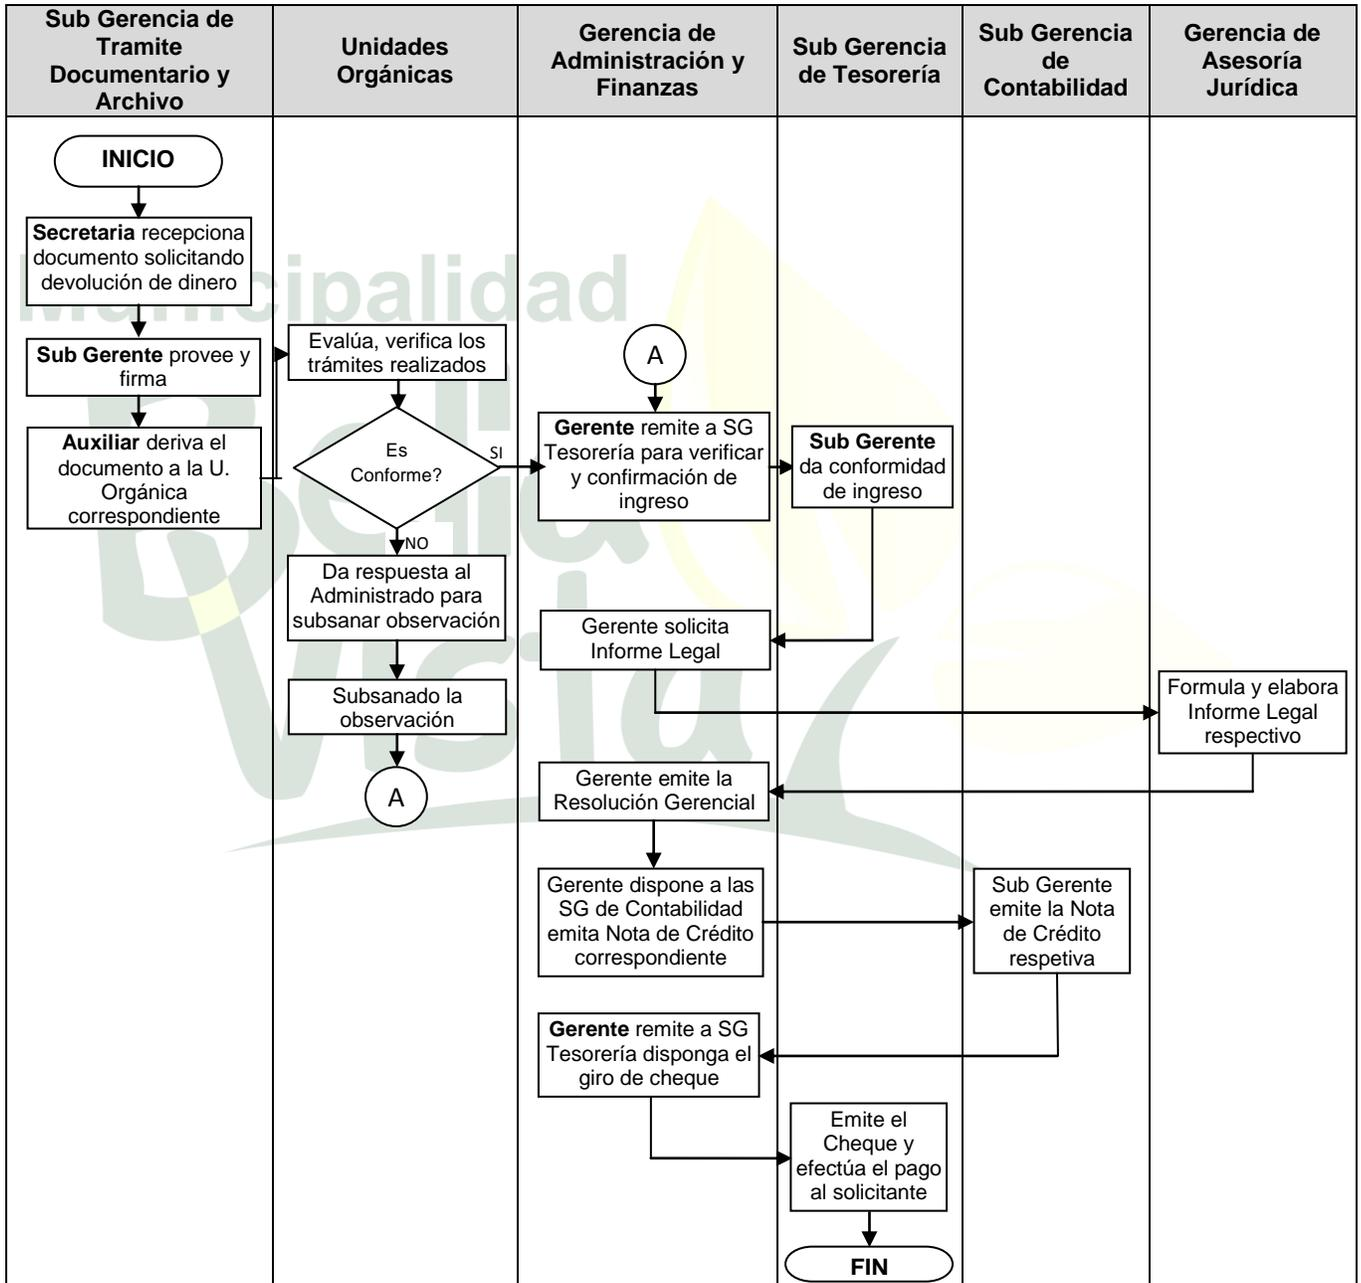 Sub Gerencia de
Tramite
Documentario y
Archivo
Unidades
Orgánicas
Gerencia de
Administración y
Finanzas
Sub Gerencia
de Tesorería
Sub Gerencia
de
Contabilidad
Gerencia de
Asesoría
Jurídica
INICIO
Secretaria recepciona
documento solicitando
devolución de dinero
Sub Gerente provee y
firma
Auxiliar deriva el
documento a la U.
Orgánica
correspondiente
Evalúa, verifica los
trámites realizados
Es
Conforme?
SI
NO
Da respuesta al
Administrado para
subsanar observación
Subsanado la
observación
A
A
Gerente remite a SG
Tesorería para verificar
y confirmación de
ingreso
Sub Gerente
da conformidad
de ingreso
Gerente solicita
Informe Legal
Formula y elabora
Informe Legal
respectivo
Gerente emite la
Resolución Gerencial
Gerente dispone a las
SG de Contabilidad
emita Nota de Crédito
correspondiente
Sub Gerente
emite la Nota
de Crédito
respetiva
Gerente remite a SG
Tesorería disponga el
giro de cheque
Emite el
Cheque y
efectúa el pago
al solicitante
FIN
Municipalidad
Bella
Vista